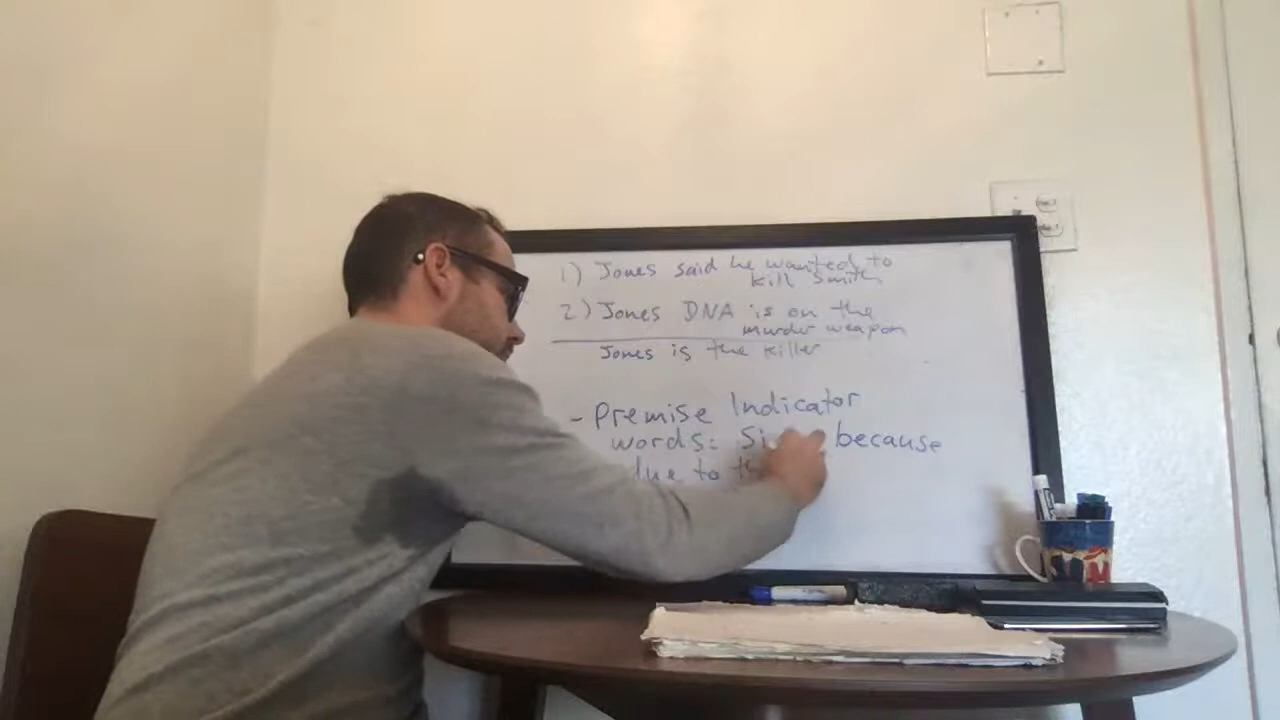 1) Jones said he wanted to
kill Smith
2) Jones DNA is on the
murder weapon
Jones is the killer
- Premise Indicator
words: because
due to